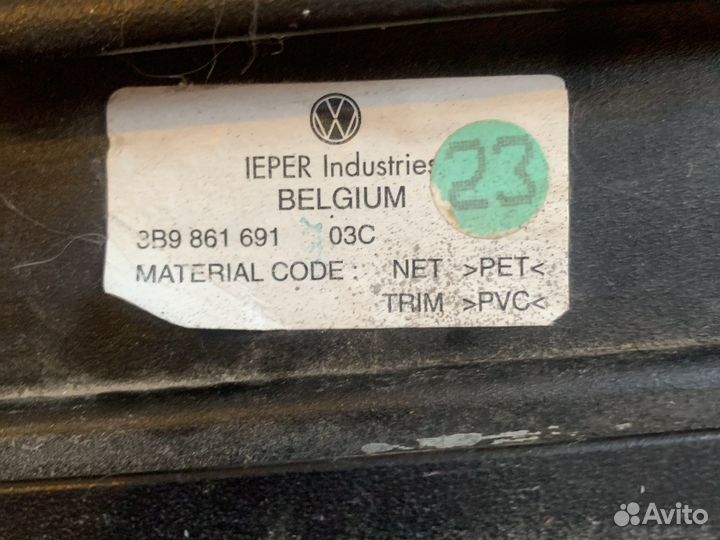 IEPER Industries
23
BELGIUM
3B9 861 691 03C
MATERIAL CODE : NET >PET<
TRIM >PVC<
Avito